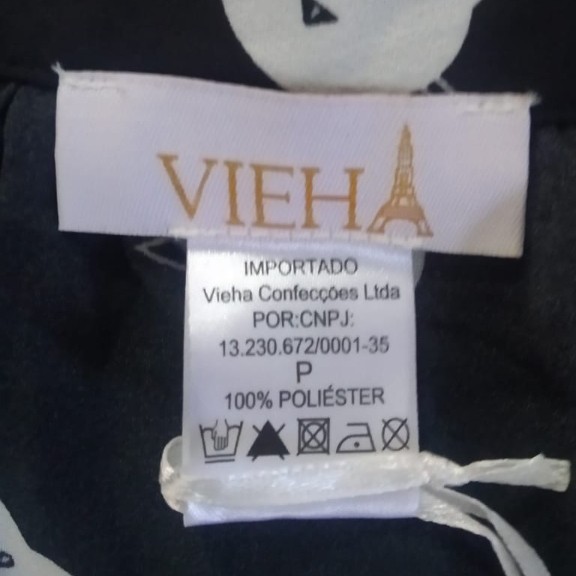 VIEHA
IMPORTADO
Vieha Confecções Ltda
POR:CNPJ:
13.230.672/0001-35
P
100% POLIÉSTER